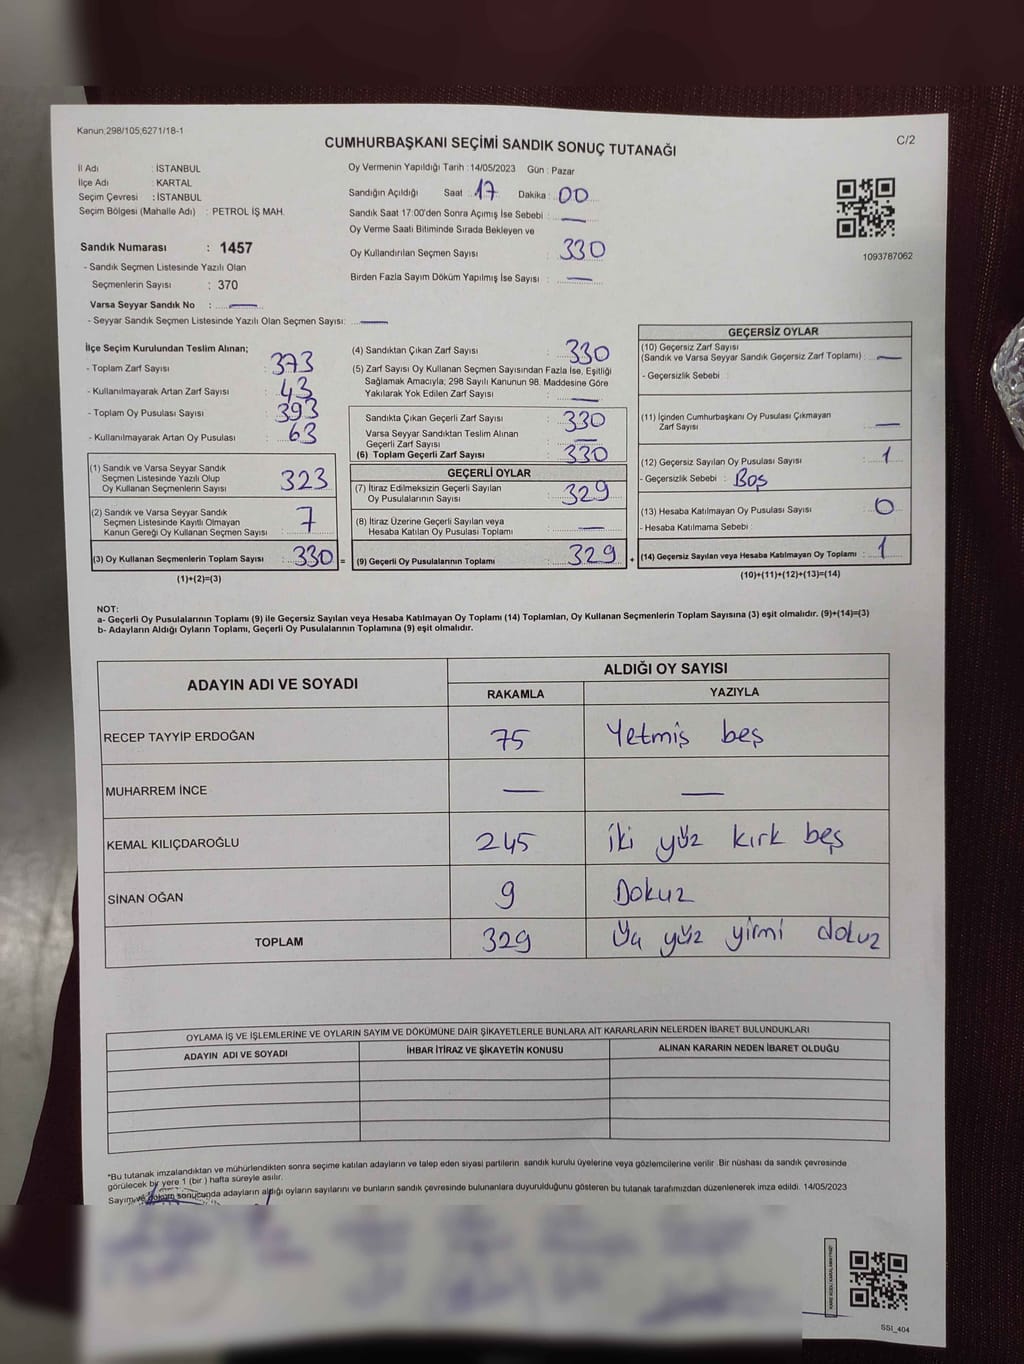 Kanun;298/105;6271/18-1
C/2
CUMHURBAŞKANI SEÇİMİ SANDIK SONUÇ TUTANAĞI
İl Adı : İSTANBUL
İlçe Adı : KARTAL
Seçim Çevresi : İSTANBUL
Seçim Bölgesi (Mahalle Adı) : PETROL İŞ MAH.
Sandık Numarası : 1457
- Sandık Seçmen Listesinde Yazılı Olan
Seçmenlerin Sayısı : 370
Varsa Seyyar Sandık No : —
- Seyyar Sandık Seçmen Listesinde Yazılı Olan Seçmen Sayısı: —
Oy Vermenin Yapıldığı Tarih : 14/05/2023 Gün : Pazar
Sandığın Açıldığı Saat : 17 Dakika : 00
Sandık Saat 17:00'den Sonra Açımış İse Sebebi : —
Oy Verme Saati Bitiminde Sırada Bekleyen ve
Oy Kullandırılan Seçmen Sayısı : 330
Birden Fazla Sayım Döküm Yapılmış İse Sayısı : —
1093787062
İlçe Seçim Kurulundan Teslim Alınan;
- Toplam Zarf Sayısı : 373
- Kullanılmayarak Artan Zarf Sayısı : 43
- Toplam Oy Pusulası Sayısı : 393
- Kullanılmayarak Artan Oy Pusulası : 63
(1) Sandık ve Varsa Seyyar Sandık
Seçmen Listesinde Yazılı Olup
Oy Kullanan Seçmenlerin Sayısı : 323
(2) Sandık ve Varsa Seyyar Sandık
Seçmen Listesinde Kayıtlı Olmayan
Kanun Gereği Oy Kullanan Seçmen Sayısı : 7
(3) Oy Kullanan Seçmenlerin Toplam Sayısı : 330 =
(1)+(2)=(3)
(4) Sandıktan Çıkan Zarf Sayısı : 330
(5) Zarf Sayısı Oy Kullanan Seçmen Sayısından Fazla İse, Eşitliği
Sağlamak Amacıyla; 298 Sayılı Kanunun 98. Maddesine Göre
Yakılarak Yok Edilen Zarf Sayısı : —
Sandıkta Çıkan Geçerli Zarf Sayısı : 330
Varsa Seyyar Sandıktan Teslim Alınan
Geçerli Zarf Sayısı : —
(6) Toplam Geçerli Zarf Sayısı : 330
GEÇERLİ OYLAR
(7) İtiraz Edilmeksizin Geçerli Sayılan
Oy Pusulalarının Sayısı : 329
(8) İtiraz Üzerine Geçerli Sayılan veya
Hesaba Katılan Oy Pusulası Toplamı : —
(9) Geçerli Oy Pusulalarının Toplamı : 329 +
GEÇERSİZ OYLAR
(10) Geçersiz Zarf Sayısı
(Sandık ve Varsa Seyyar Sandık Geçersiz Zarf Toplamı) : —
- Geçersizlik Sebebi :
(11) İçinden Cumhurbaşkanı Oy Pusulası Çıkmayan
Zarf Sayısı : —
(12) Geçersiz Sayılan Oy Pusulası Sayısı : 1
- Geçersizlik Sebebi : Boş
(13) Hesaba Katılmayan Oy Pusulası Sayısı : 0
- Hesaba Katılmama Sebebi :
(14) Geçersiz Sayılan veya Hesaba Katılmayan Oy Toplamı : 1
(10)+(11)+(12)+(13)=(14)
NOT:
a- Geçerli Oy Pusulalarının Toplamı (9) ile Geçersiz Sayılan veya Hesaba Katılmayan Oy Toplamı (14) Toplamları, Oy Kullanan Seçmenlerin Toplam Sayısına (3) eşit olmalıdır. (9)+(14)=(3)
b- Adayların Aldığı Oyların Toplamı, Geçerli Oy Pusulalarının Toplamına (9) eşit olmalıdır.
ADAYIN ADI VE SOYADI
ALDIĞI OY SAYISI
RAKAMLA YAZIYLA
RECEP TAYYİP ERDOĞAN 75 Yetmiş beş
MUHARREM İNCE — —
KEMAL KILIÇDAROĞLU 245 iki yüz kırk beş
SİNAN OĞAN 9 Dokuz
TOPLAM 329 yüz yirmi dokuz
OYLAMA İŞ VE İŞLEMLERİNE VE OYLARIN SAYIM VE DÖKÜMÜNE DAİR ŞİKAYETLERLE BUNLARA AİT KARARLARIN NELERDEN İBARET BULUNDUKLARI
ADAYIN ADI VE SOYADI İHBAR İTİRAZ VE ŞİKAYETİN KONUSU ALINAN KARARIN NEDEN İBARET OLDUĞU
*Bu tutanak imzalandıktan ve mühürlendikten sonra seçime katılan adayların ve talep eden siyasi partilerin sandık kurulu üyelerine veya gözlemcilerine verilir .Bir nüshası da sandık çevresinde
görülecek bir yere 1 (bir ) hafta süreyle asılır.
Sayım ve döküm sonucunda adayların aldığı oyların sayılarını ve bunların sandık çevresinde bulunanlara duyurulduğunu gösteren bu tutanak tarafımızdan düzenlenerek imza edildi. 14/05/2023
SSI_404